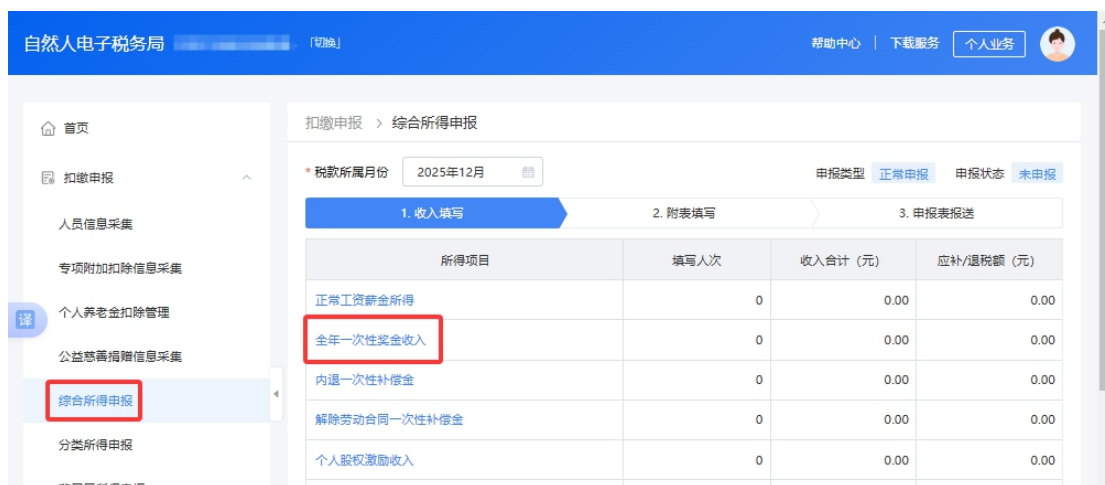 自然人电子税务局 「切换」 帮助中心 下载服务 个人业务
首页
扣缴申报
人员信息采集
专项附加扣除信息采集
个人养老金扣除管理
译
公益慈善捐赠信息采集
综合所得申报
分类所得申报
扣缴申报 > 综合所得申报
* 税款所属月份 2025年12月 申报类型 正常申报 申报状态 未申报
1. 收入填写 2. 附表填写 3. 申报表报送
所得项目 填写人次 收入合计(元) 应补/退税额(元)
正常工资薪金所得 0 0.00 0.00
全年一次性奖金收入 0 0.00 0.00
内退一次性补偿金 0 0.00 0.00
解除劳动合同一次性补偿金 0 0.00 0.00
个人股权激励收入 0 0.00 0.00